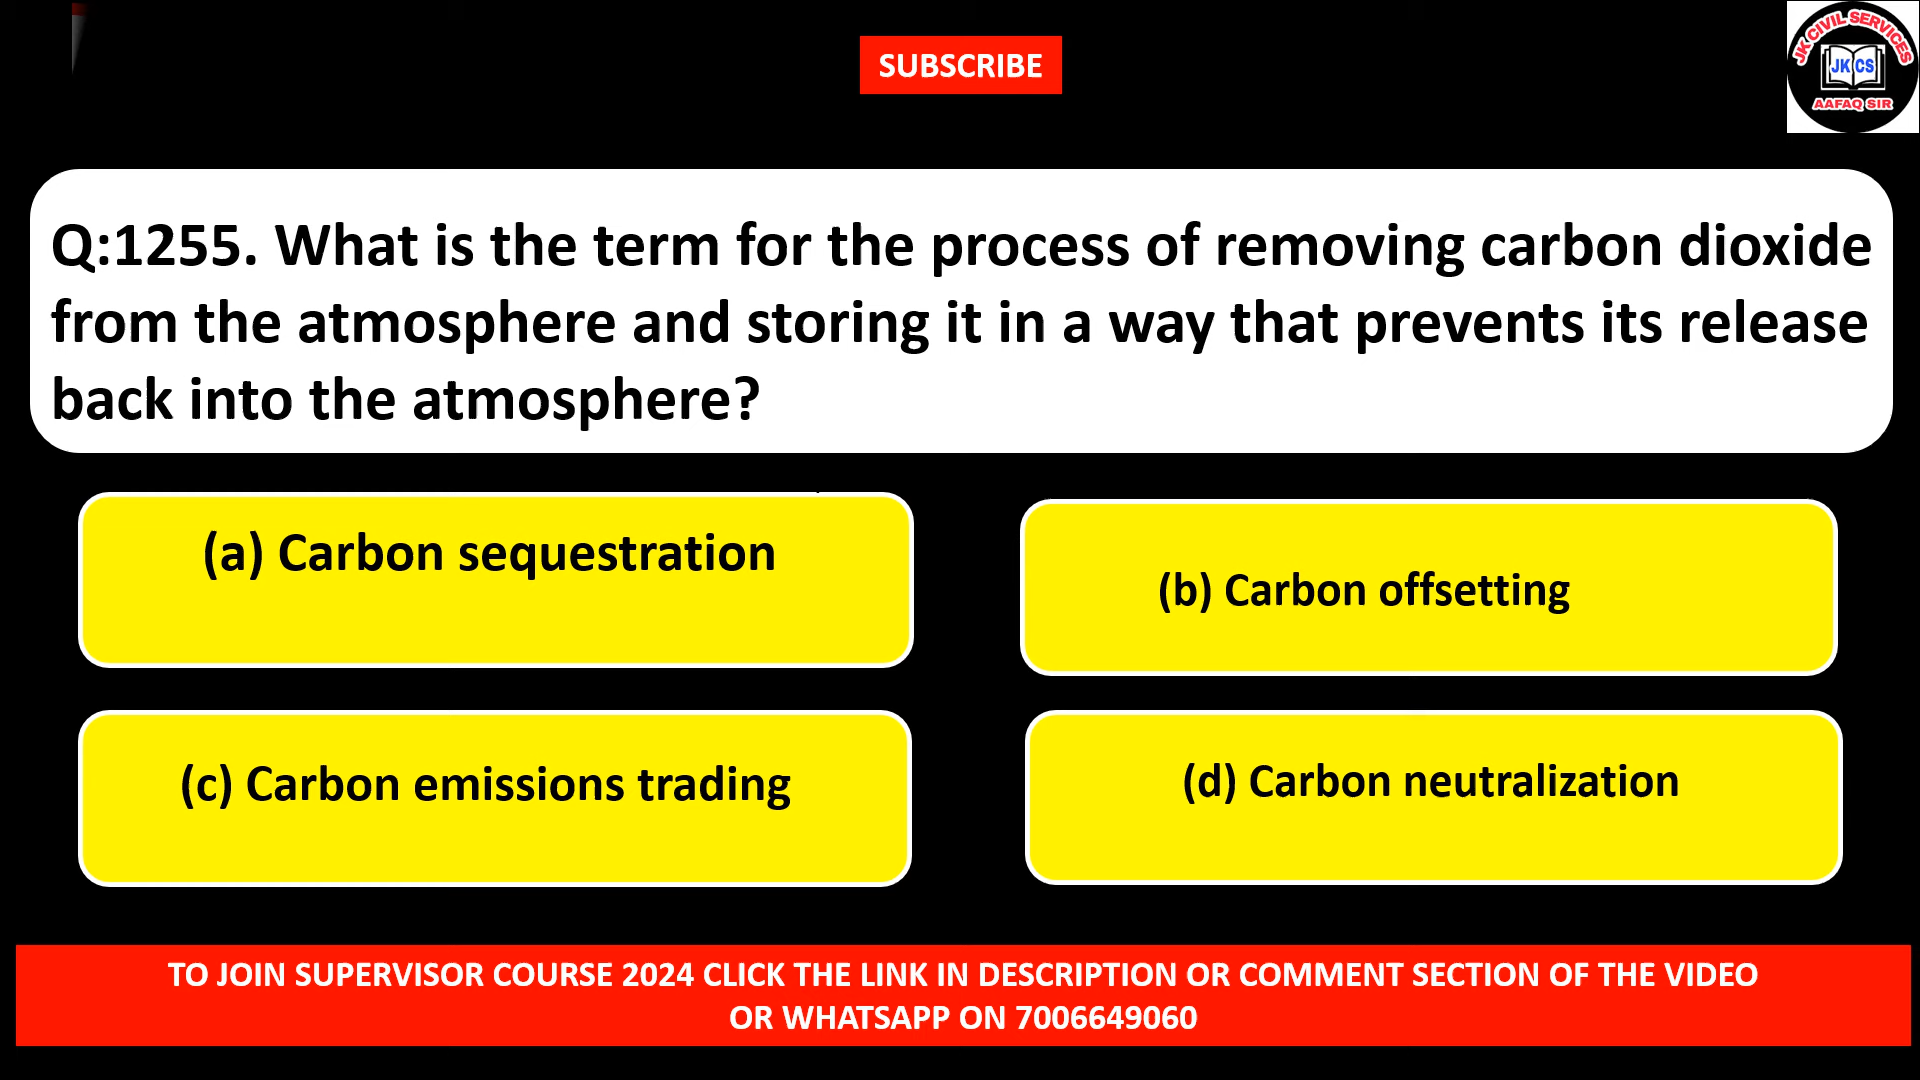 SUBSCRIBE
JK CIVIL SERVICES
JK CS
AAFAQ SIR
Q:1255. What is the term for the process of removing carbon dioxide
from the atmosphere and storing it in a way that prevents its release
back into the atmosphere?
(a) Carbon sequestration
(b) Carbon offsetting
(c) Carbon emissions trading
(d) Carbon neutralization
TO JOIN SUPERVISOR COURSE 2024 CLICK THE LINK IN DESCRIPTION OR COMMENT SECTION OF THE VIDEO
OR WHATSAPP ON 7006649060